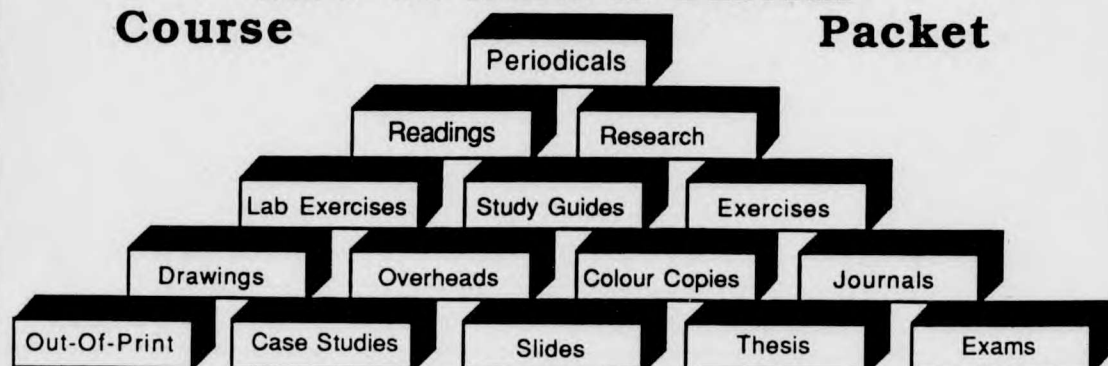 Course Packet
Periodicals
Readings Research
Lab Exercises Study Guides Exercises
Drawings Overheads Colour Copies Journals
Out-Of-Print Case Studies Slides Thesis Exams